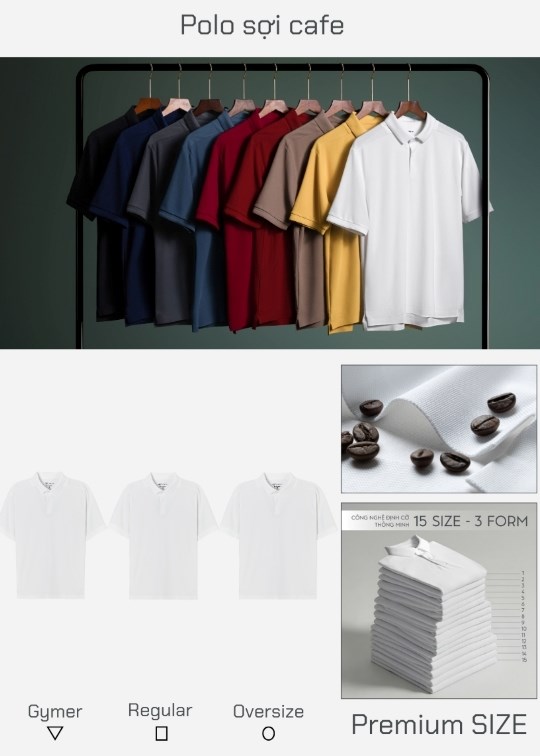 Polo sợi cafe
CÔNG NGHỆ ĐỊNH CỠ
THÔNG MINH
15 SIZE - 3 FORM
1
2
3
4
5
6
7
8
9
10
11
12
13
14
15
Gymer
Regular
Oversize
Premium SIZE